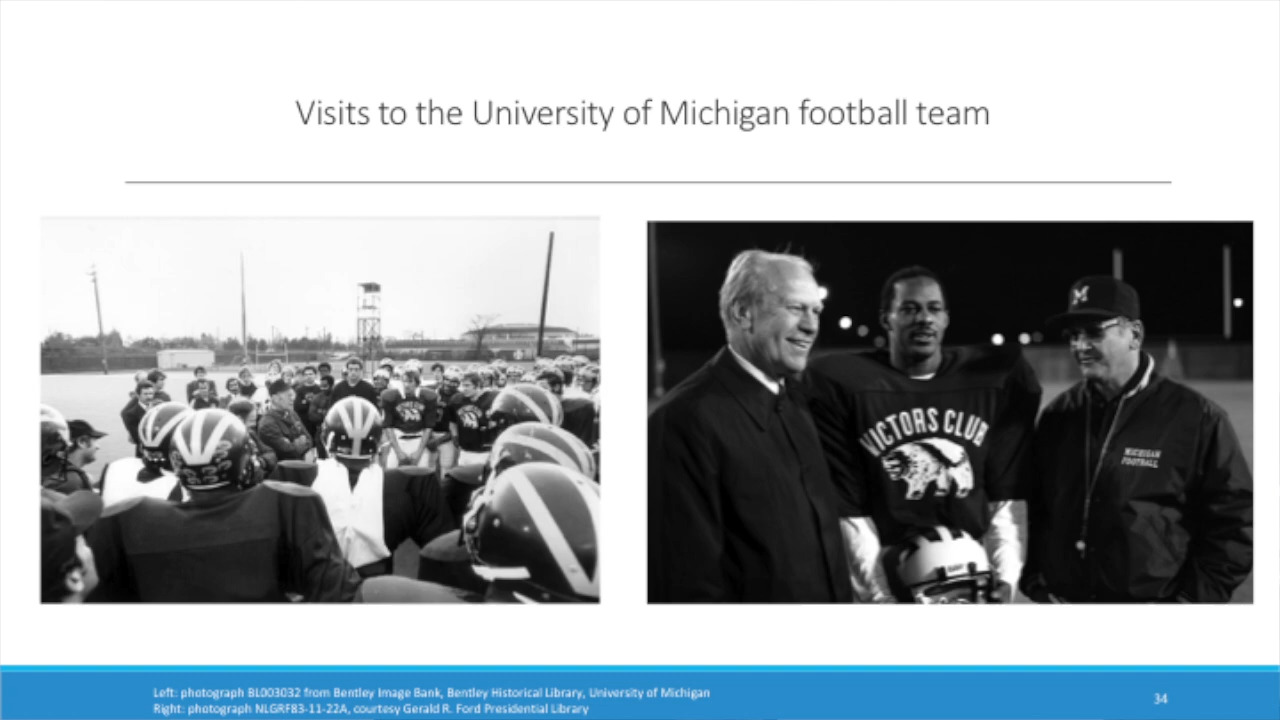 Visits to the University of Michigan football team
M
VICTORS CLUB
MICHIGAN
FOOTBALL
Left: photograph BL003032 from Bentley Image Bank, Bentley Historical Library, University of Michigan
Right: photograph NLGRF83-11-22A, courtesy Gerald R. Ford Presidential Library
34